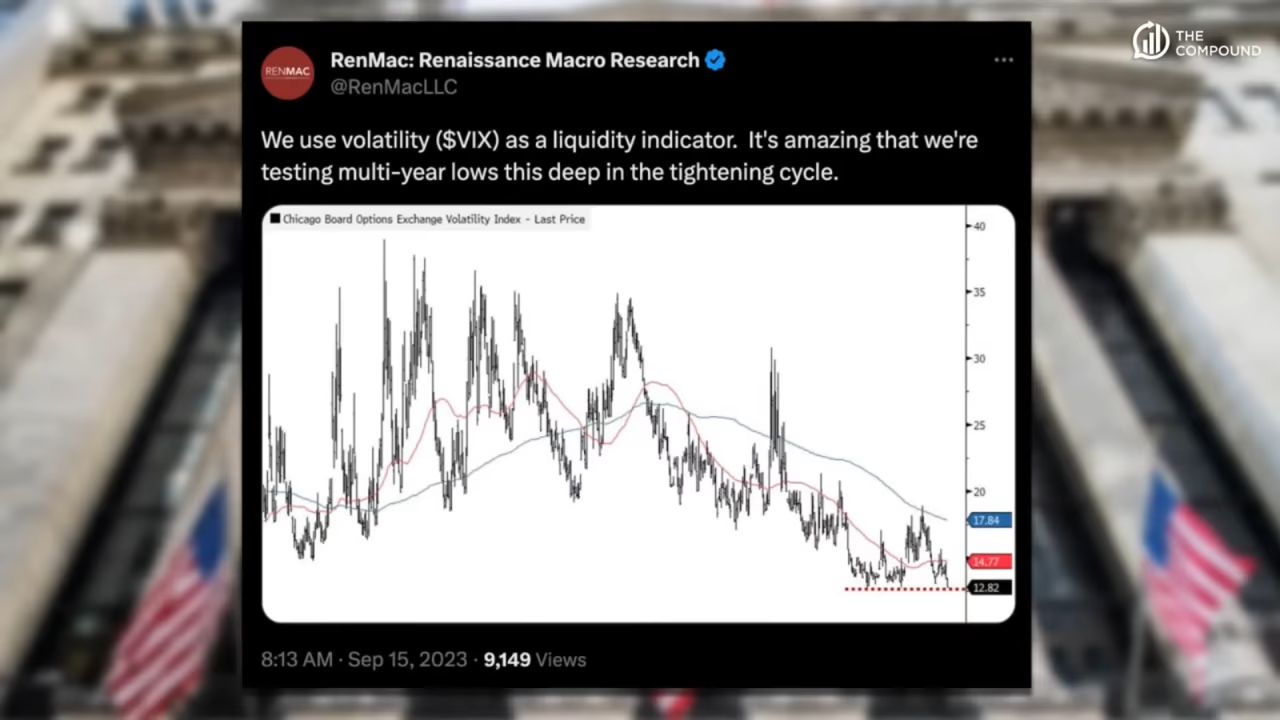 THE
COMPOUND
RENMAC
RenMac: Renaissance Macro Research
@RenMacLLC
We use volatility ($VIX) as a liquidity indicator. It's amazing that we're
testing multi-year lows this deep in the tightening cycle.
Chicago Board Options Exchange Volatility Index - Last Price
40
35
30
25
20
17.84
14.77
12.82
8:13 AM · Sep 15, 2023 · 9,149 Views